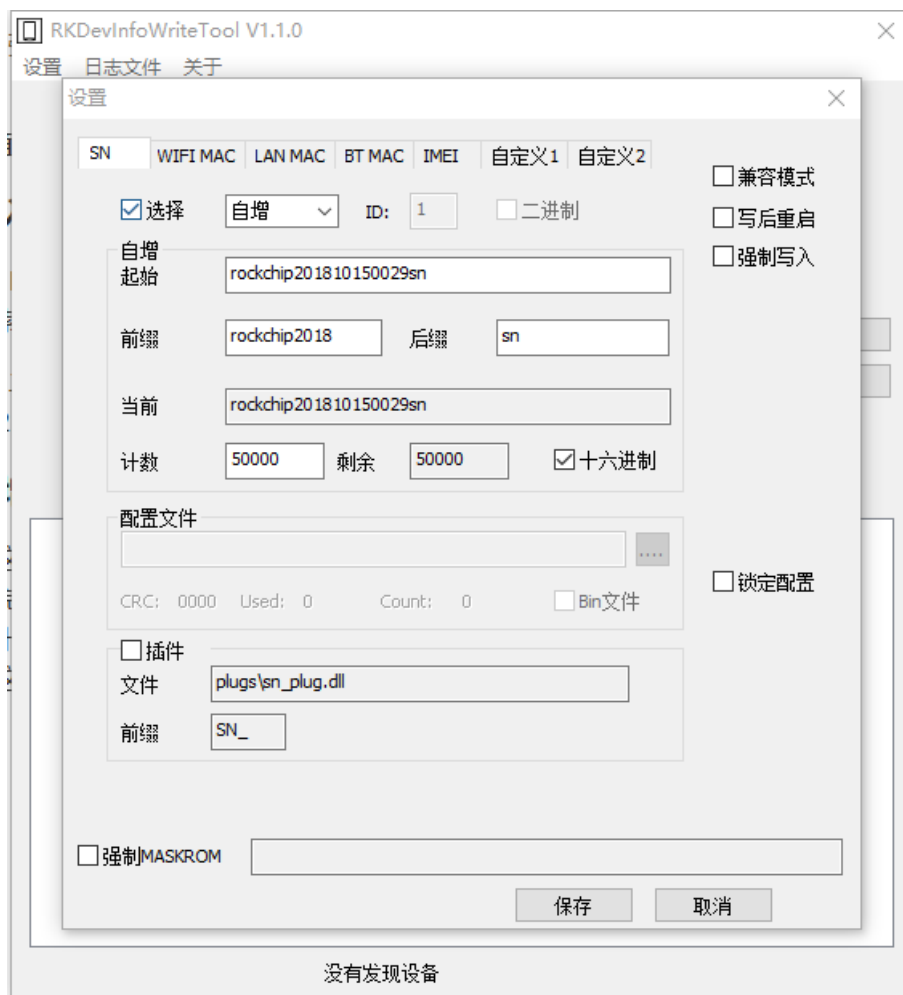 RKDevInfoWriteTool V1.1.0
设置 日志文件 关于
设置
SN WIFI MAC LAN MAC BT MAC IMEI 自定义1 自定义2
兼容模式
选择 自增 ID: 1 二进制
写后重启
自增
强制写入
起始 rockchip201810150029sn
前缀 rockchip2018 后缀 sn
当前 rockchip201810150029sn
计数 50000 剩余 50000 十六进制
配置文件
....
锁定配置
CRC: 0000 Used: 0 Count: 0 Bin文件
插件
文件 plugs\sn_plug.dll
前缀 SN_
强制MASKROM
保存 取消
没有发现设备